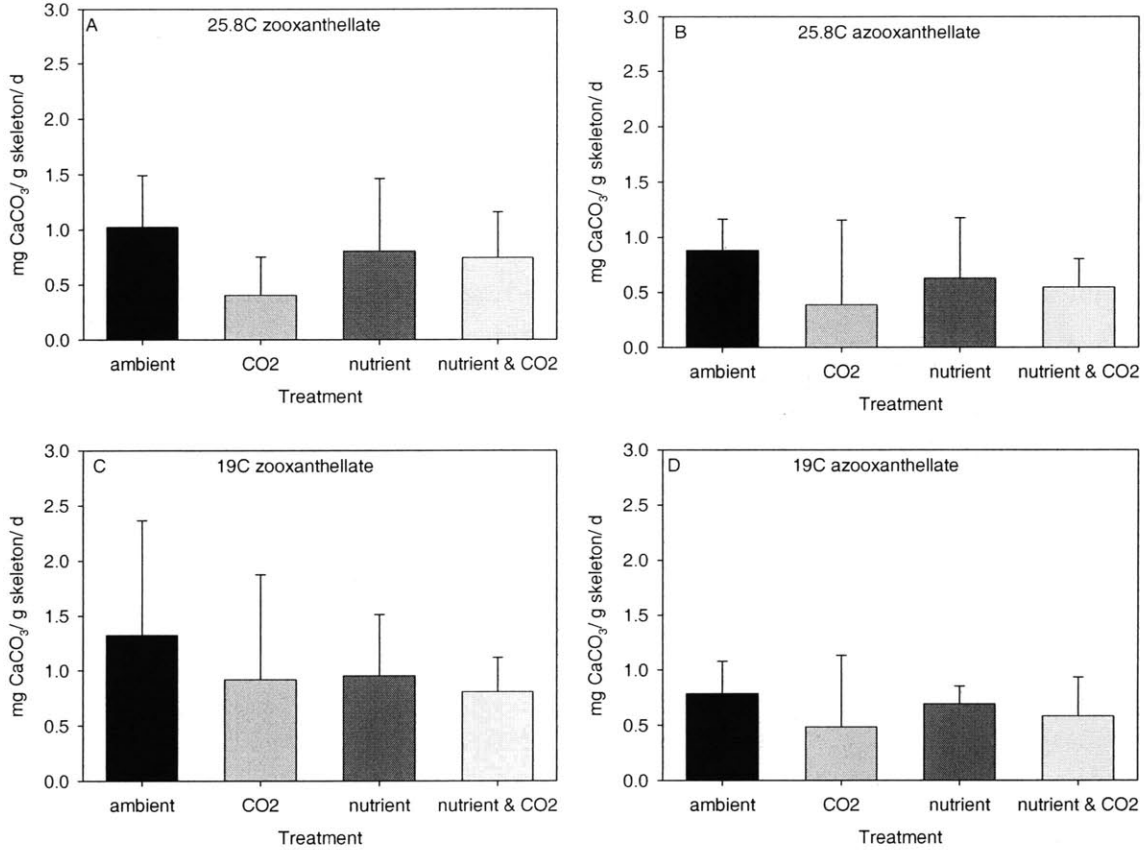 A
25.8C zooxanthellate
mg CaCO₃/ g skeleton/ d
3.0
2.5
2.0
1.5
1.0
0.5
0.0
ambient CO2 nutrient nutrient & CO2
Treatment
B
25.8C azooxanthellate
mg CaCO₃/ g skeleton/ d
3.0
2.5
2.0
1.5
1.0
0.5
0.0
ambient CO2 nutrient nutrient & CO2
Treatment
C
19C zooxanthellate
mg CaCO₃/ g skeleton/ d
3.0
2.5
2.0
1.5
1.0
0.5
0.0
ambient CO2 nutrient nutrient & CO2
Treatment
D
19C azooxanthellate
mg CaCO₃/ g skeleton/ d
3.0
2.5
2.0
1.5
1.0
0.5
0.0
ambient CO2 nutrient nutrient & CO2
Treatment